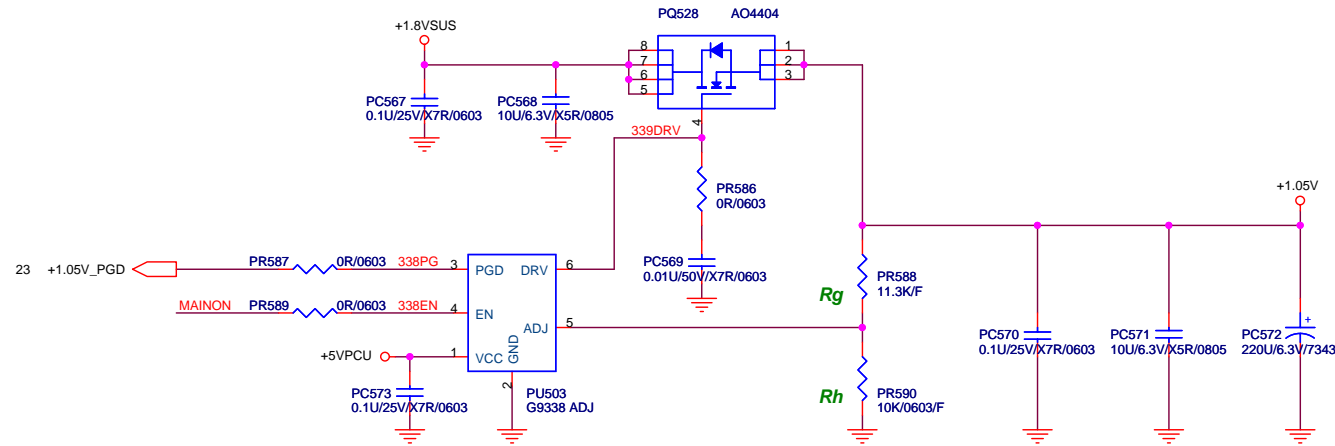 PQ528 AO4404
+1.8VSUS
8
7
6
5
1
2
3
4
PC567
0.1U/25V/X7R/0603
PC568
10U/6.3V/X5R/0805
339DRV
PR586
0R/0603
PC569
0.01U/50V/X7R/0603
+1.05V
23 +1.05V_PGD
PR587 0R/0603 338PG 3 PGD DRV 6
MAINON PR589 0R/0603 338EN 4 EN
ADJ 5
+5VPCU 1 VCC GND
2
PC573
0.1U/25V/X7R/0603
PU503
G9338 ADJ
Rg
PR588
11.3K/F
Rh
PR590
10K/0603/F
PC570
0.1U/25V/X7R/0603
PC571
10U/6.3V/X5R/0805
+
PC572
220U/6.3V/7343